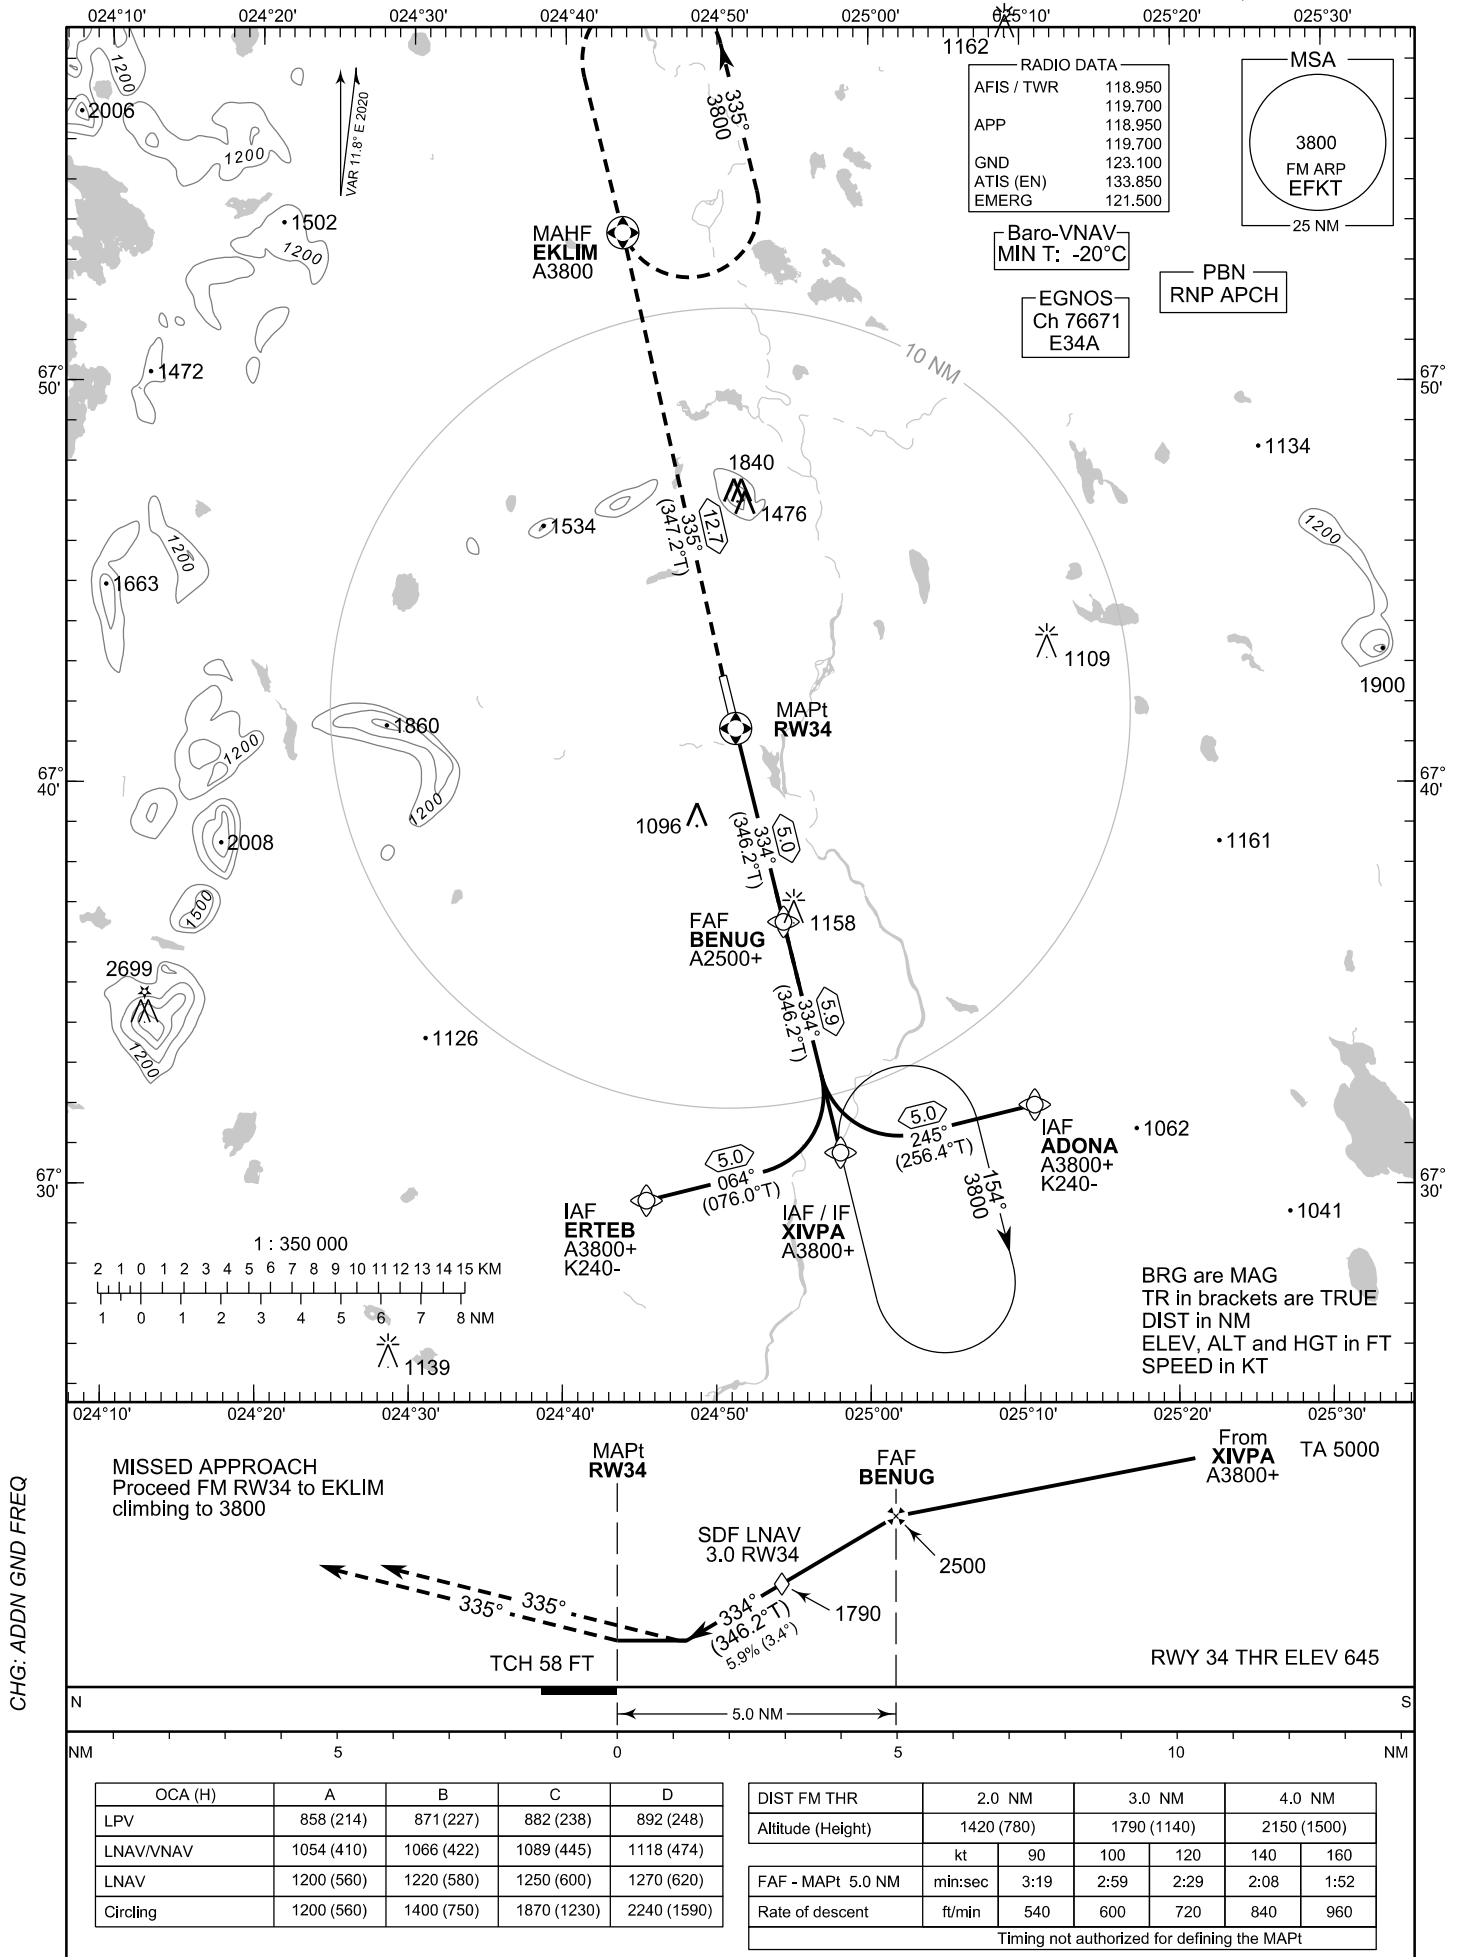 024°10' 024°20' 024°30' 024°40' 024°50' 025°00' 025°10' 025°20' 025°30'
1162
RADIO DATA
AFIS / TWR 118.950
119.700
APP 118.950
119.700
GND 123.100
ATIS (EN) 133.850
EMERG 121.500
MSA
3800
FM ARP
EFKT
25 NM
Baro-VNAV
MIN T: -20°C
PBN
RNP APCH
EGNOS
Ch 76671
E34A
1200
2006
1200
VAR 11.8° E 2020
1502
1200
335°
3800
MAHF
EKLIM
A3800
10 NM
67°
50'
67°
50'
1472
1134
1840
1476
1534
12.7
335°
(347.2°T)
1200
1663
1200
1109
1900
1860
1200
1200
MAPt
RW34
67°
40'
67°
40'
1096
5.0
334°
(346.2°T)
2008
1161
1500
FAF
BENUG
A2500+
1158
2699
1200
5.9
334°
(346.2°T)
1126
5.0
245°
(256.4°T)
IAF
ADONA
A3800+
K240-
1062
5.0
064°
(076.0°T)
67°
30'
67°
30'
154°
3800
IAF
ERTEB
A3800+
K240-
IAF / IF
XIVPA
A3800+
1041
1 : 350 000
2 1 0 1 2 3 4 5 6 7 8 9 10 11 12 13 14 15 KM
1 0 1 2 3 4 5 6 7 8 NM
1139
BRG are MAG
TR in brackets are TRUE
DIST in NM
ELEV, ALT and HGT in FT
SPEED in KT
024°10' 024°20' 024°30' 024°40' 024°50' 025°00' 025°10' 025°20' 025°30'
CHG: ADDN GND FREQ
MISSED APPROACH
Proceed FM RW34 to EKLIM
climbing to 3800
MAPt
RW34
FAF
BENUG
From
XIVPA
A3800+
TA 5000
SDF LNAV
3.0 RW34
2500
1790
335° 335°
334°
(346.2°T)
5.9% (3.4°)
TCH 58 FT
RWY 34 THR ELEV 645
N S
5.0 NM
NM 5 0 5 10 NM
OCA (H) A B C D
LPV 858 (214) 871 (227) 882 (238) 892 (248)
LNAV/VNAV 1054 (410) 1066 (422) 1089 (445) 1118 (474)
LNAV 1200 (560) 1220 (580) 1250 (600) 1270 (620)
Circling 1200 (560) 1400 (750) 1870 (1230) 2240 (1590)
DIST FM THR 2.0 NM 3.0 NM 4.0 NM
Altitude (Height) 1420 (780) 1790 (1140) 2150 (1500)
kt 90 100 120 140 160
FAF - MAPt 5.0 NM min:sec 3:19 2:59 2:29 2:08 1:52
Rate of descent ft/min 540 600 720 840 960
Timing not authorized for defining the MAPt